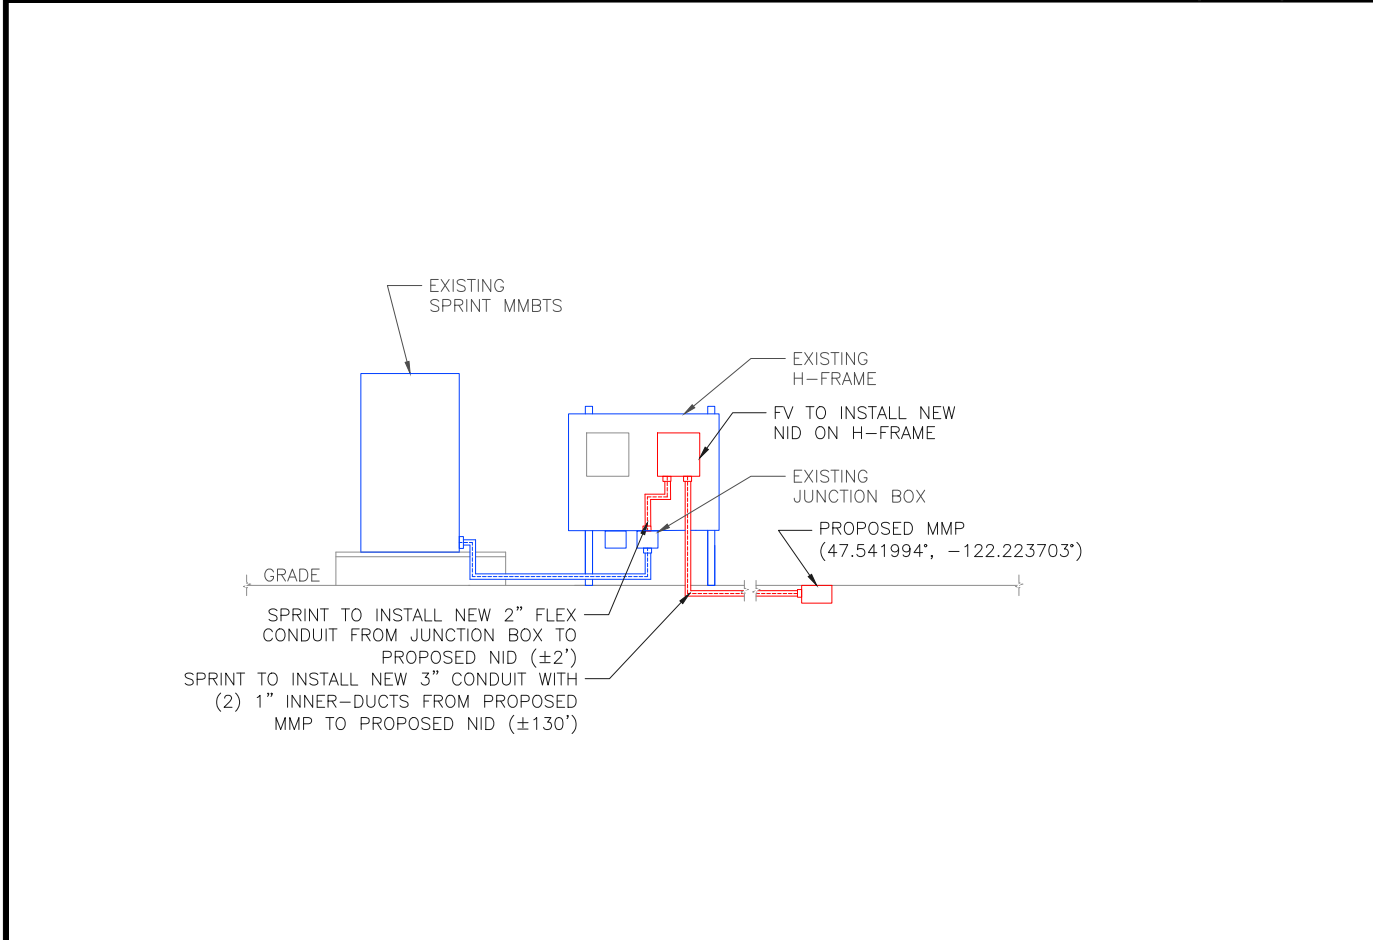 EXISTING
SPRINT MMBTS
EXISTING
H-FRAME
FV TO INSTALL NEW
NID ON H-FRAME
EXISTING
JUNCTION BOX
PROPOSED MMP
(47.541994°, -122.223703°)
GRADE
SPRINT TO INSTALL NEW 2” FLEX
CONDUIT FROM JUNCTION BOX TO
PROPOSED NID (±2’)
SPRINT TO INSTALL NEW 3” CONDUIT WITH
(2) 1” INNER-DUCTS FROM PROPOSED
MMP TO PROPOSED NID (±130’)